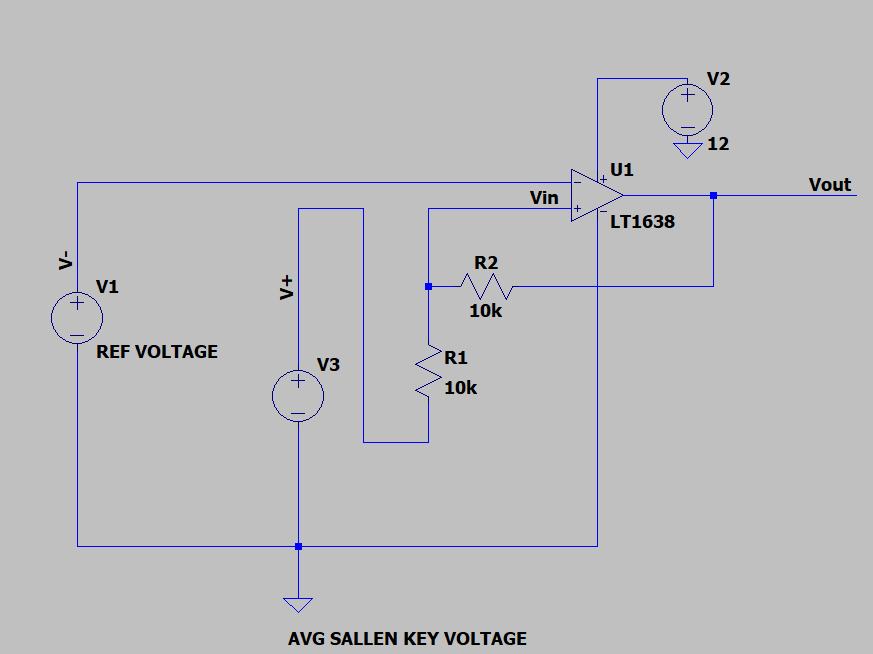 V2
12
U1
Vin
LT1638
Vout
V-
V1
REF VOLTAGE
V+
V3
R2
10k
R1
10k
AVG SALLEN KEY VOLTAGE